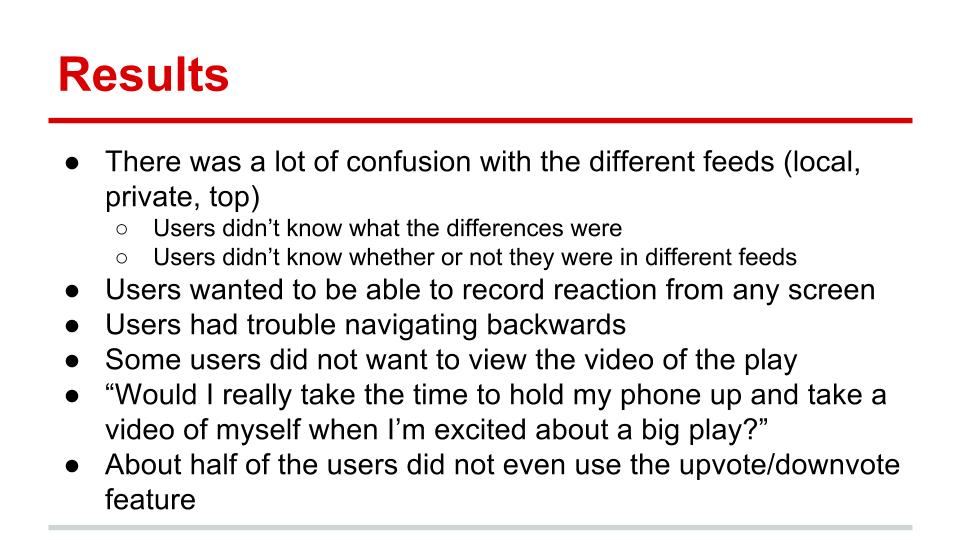 Results
● There was a lot of confusion with the different feeds (local,
private, top)
○ Users didn’t know what the differences were
○ Users didn’t know whether or not they were in different feeds
● Users wanted to be able to record reaction from any screen
● Users had trouble navigating backwards
● Some users did not want to view the video of the play
● “Would I really take the time to hold my phone up and take a
video of myself when I’m excited about a big play?”
● About half of the users did not even use the upvote/downvote
feature